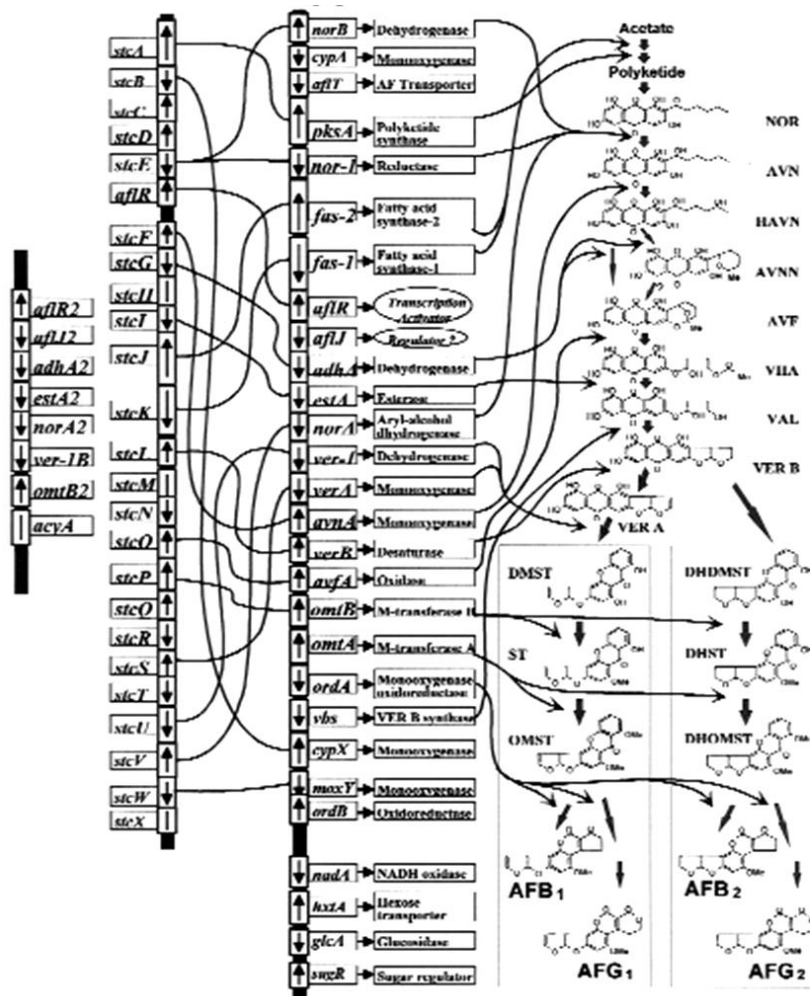 aflR2
aflJ2
adhA2
estA2
norA2
ver-1B
omtB2
acyA
stcA
stcB
stcC
stcD
stcE
aflR
stcF
stcG
stcH
stcI
stcJ
stcK
stcL
stcM
stcN
stcO
stcP
stcQ
stcR
stcS
stcT
stcU
stcV
stcW
stcX
norB Dehydrogenase
cypA Monooxygenase
aflT AF Transporter
pksA Polyketide
synthase
nor-1 Reductase
fas-2 Fatty acid
synthase-2
fas-1 Fatty acid
synthase-1
aflR Transcription
Activator
aflJ Regulator ?
adhA Dehydrogenase
estA Esterase
norA Aryl-alcohol
dhydrogenase
ver-1 Dehydrogenase
verA Monooxygenase
avnA Monooxygenase
verB Desaturase
avfA Oxidase
omtB M-transferase B
omtA M-transferase A
ordA Monooxygenase
oxidoreductase
vbs VER B synthase
cypX Monooxygenase
moxY Monooxygenase
ordB Oxidoreductase
nadA NADH oxidase
hxtA Hexose
transporter
glcA Glucosidase
sugR Sugar regulator
Acetate
Polyketide
NOR
AVN
HAVN
AVNN
AVF
VHA
VAL
VER B
VER A
DMST
DHDMST
ST
DHST
OMST
DHOMST
AFB1
AFB2
AFG1
AFG2